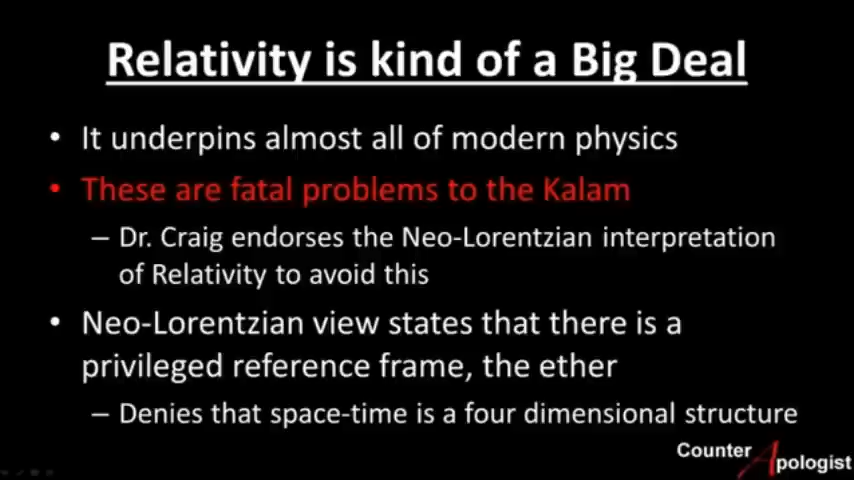 Relativity is kind of a Big Deal
• It underpins almost all of modern physics
• These are fatal problems to the Kalam
– Dr. Craig endorses the Neo-Lorentzian interpretation
of Relativity to avoid this
• Neo-Lorentzian view states that there is a
privileged reference frame, the ether
– Denies that space-time is a four dimensional structure
Counter
Apologist